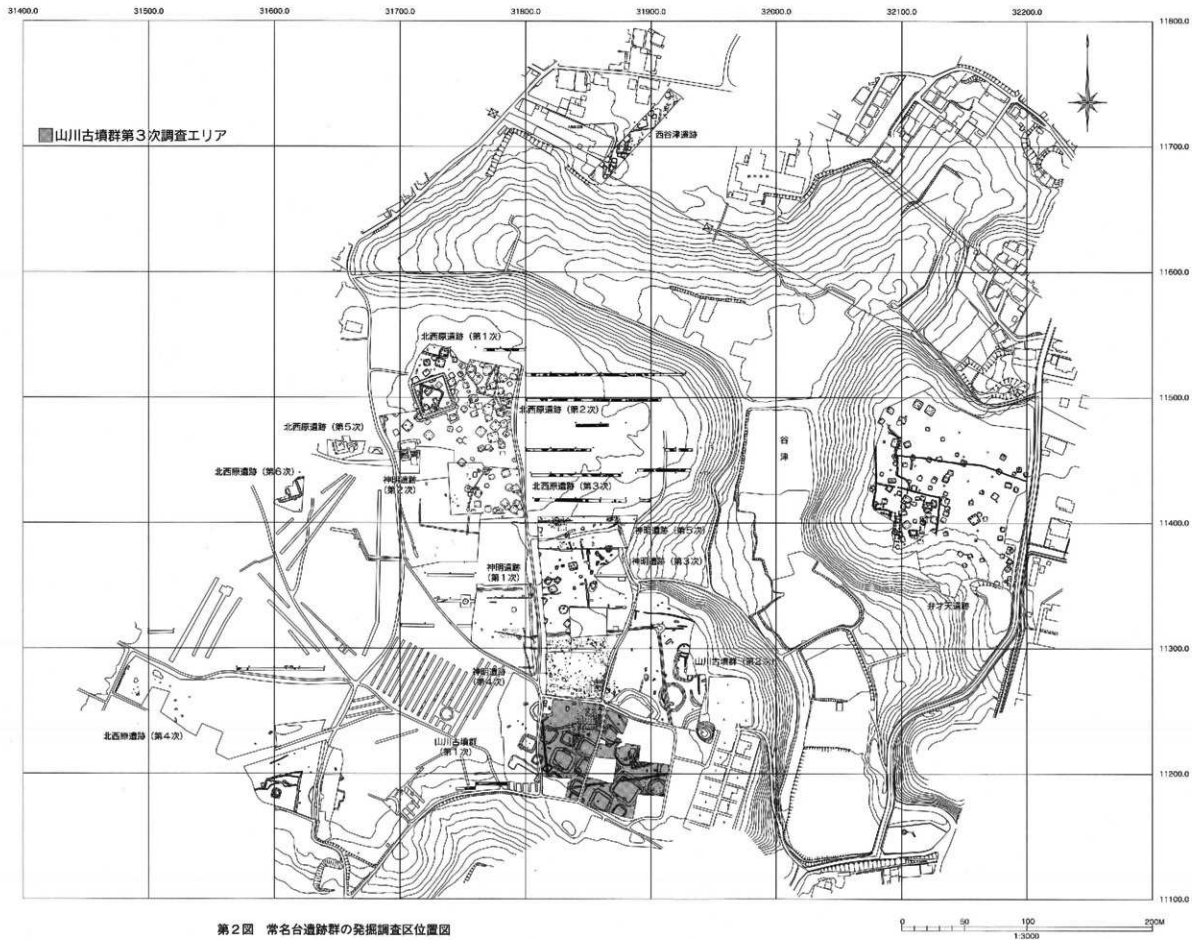 31400.0
31500.0
31600.0
31700.0
31800.0
31900.0
32000.0
32100.0
32200.0
11800.0
山川古墳群第3次調査エリア
西谷津遺跡
11700.0
11600.0
北西原遺跡（第1次）
11500.0
北西原遺跡（第2次）
北西原遺跡（第5次）
谷
津
北西原遺跡（第6次）
神明遺跡
（第2次）
北西原遺跡（第3次）
11400.0
神明遺跡（第5次）
神明遺跡（第3次）
神明遺跡
（第1次）
弁才天遺跡
11300.0
山川古墳群（第2次）
神明遺跡
（第4次）
北西原遺跡（第4次）
山川古墳群
（第1次）
11200.0
11100.0
第2図　常名台遺跡群の発掘調査区位置図
0
50
100
200M
1:3000